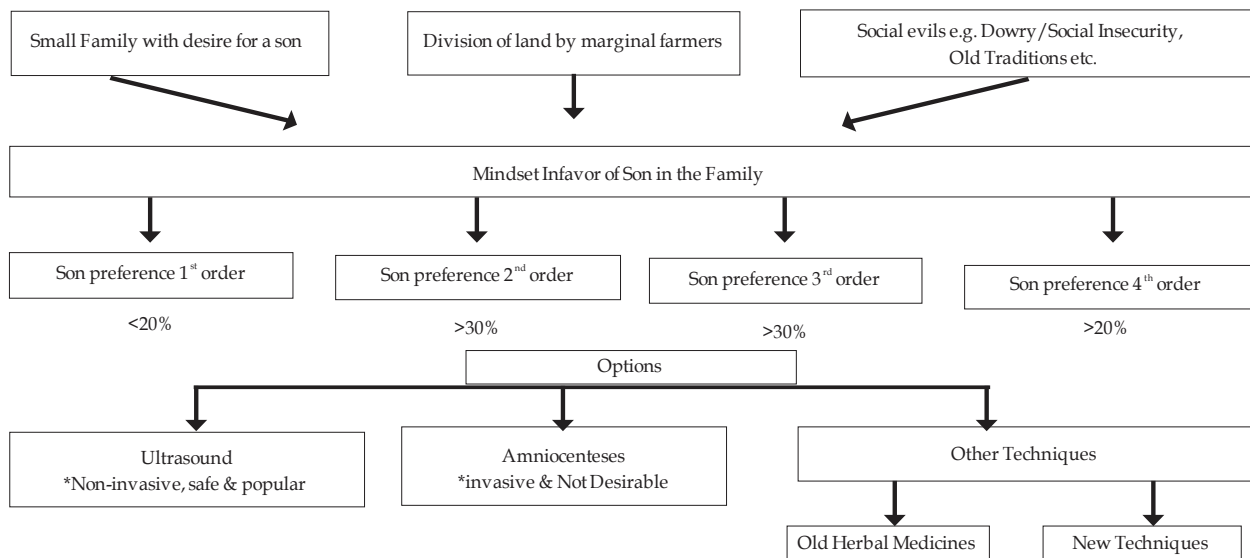 Small Family with desire for a son
Division of land by marginal farmers
Social evils e.g. Dowry/Social Insecurity,
Old Traditions etc.
Mindset Infavor of Son in the Family
Son preference 1st order
Son preference 2nd order
Son preference 3rd order
Son preference 4th order
<20%
>30%
>30%
>20%
Options
Ultrasound
*Non-invasive, safe & popular
Amniocenteses
*invasive & Not Desirable
Other Techniques
Old Herbal Medicines
New Techniques